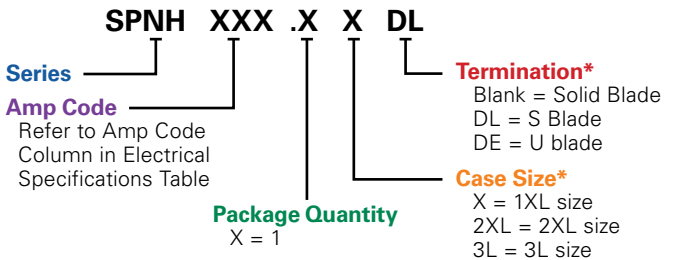 SPNH XXX .X X DL
Series
Amp Code
Refer to Amp Code
Column in Electrical
Specifications Table
Package Quantity
X = 1
Termination*
Blank = Solid Blade
DL = S Blade
DE = U blade
Case Size*
X = 1XL size
2XL = 2XL size
3L = 3L size